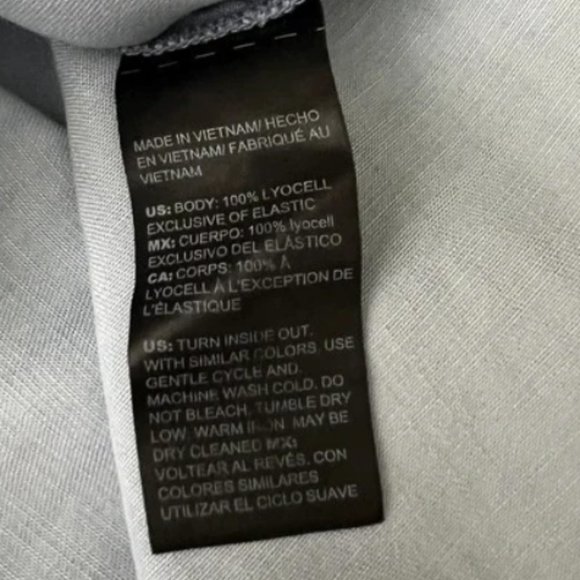 MADE IN VIETNAM/ HECHO
EN VIETNAM/ FABRIQUÉ AU
VIETNAM
US: BODY: 100% LYOCELL
EXCLUSIVE OF ELASTIC
MX: CUERPO: 100% lyocell
EXCLUSIVO DEL ELÁSTICO
CA: CORPS: 100% Á
LYOCELL À L'EXCEPTION DE
L'ÉLASTIQUE
US: TURN INSIDE OUT.
WITH SIMILAR COLORS. USE
GENTLE CYCLE AND
MACHINE WASH COLD. DO
NOT BLEACH. TUMBLE DRY
LOW. WARM IRON. MAY BE
DRY CLEANED MX:
VOLTEAR AL REVÉS. CON
COLORES SIMILARES
UTILIZAR EL CICLO SUAVE